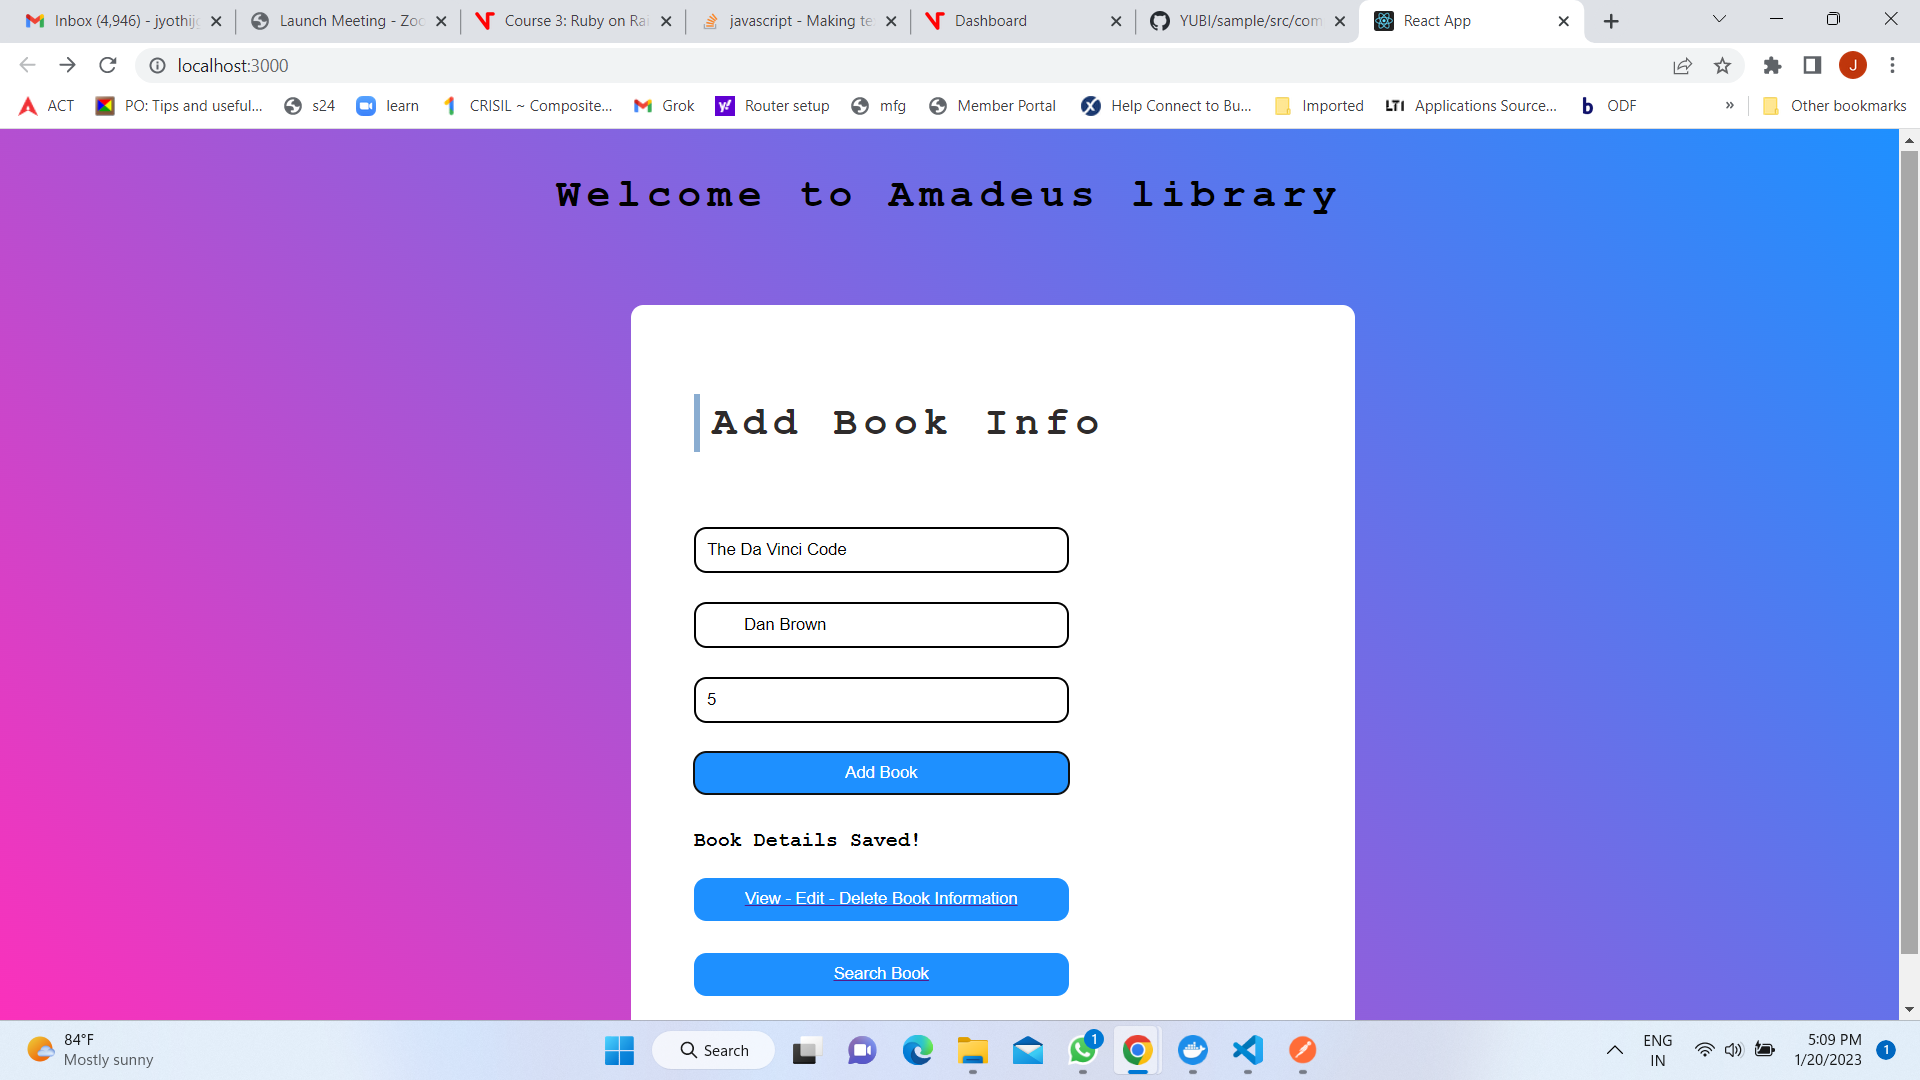 Inbox (4,946) - jyothijg
Launch Meeting - Zoo
Course 3: Ruby on Rai
javascript - Making te
Dashboard
YUBI/sample/src/com
React App
localhost:3000
J
ACT
PO: Tips and useful...
s24
learn
CRISIL ~ Composite...
Grok
Router setup
mfg
Member Portal
Help Connect to Bu...
Imported
LTI Applications Source...
b ODF
»
Other bookmarks
Welcome to Amadeus library
Add Book Info
The Da Vinci Code
Dan Brown
5
Add Book
Book Details Saved!
View - Edit - Delete Book Information
Search Book
84°F
Mostly sunny
Search
1
ENG
IN
5:09 PM
1/20/2023
1